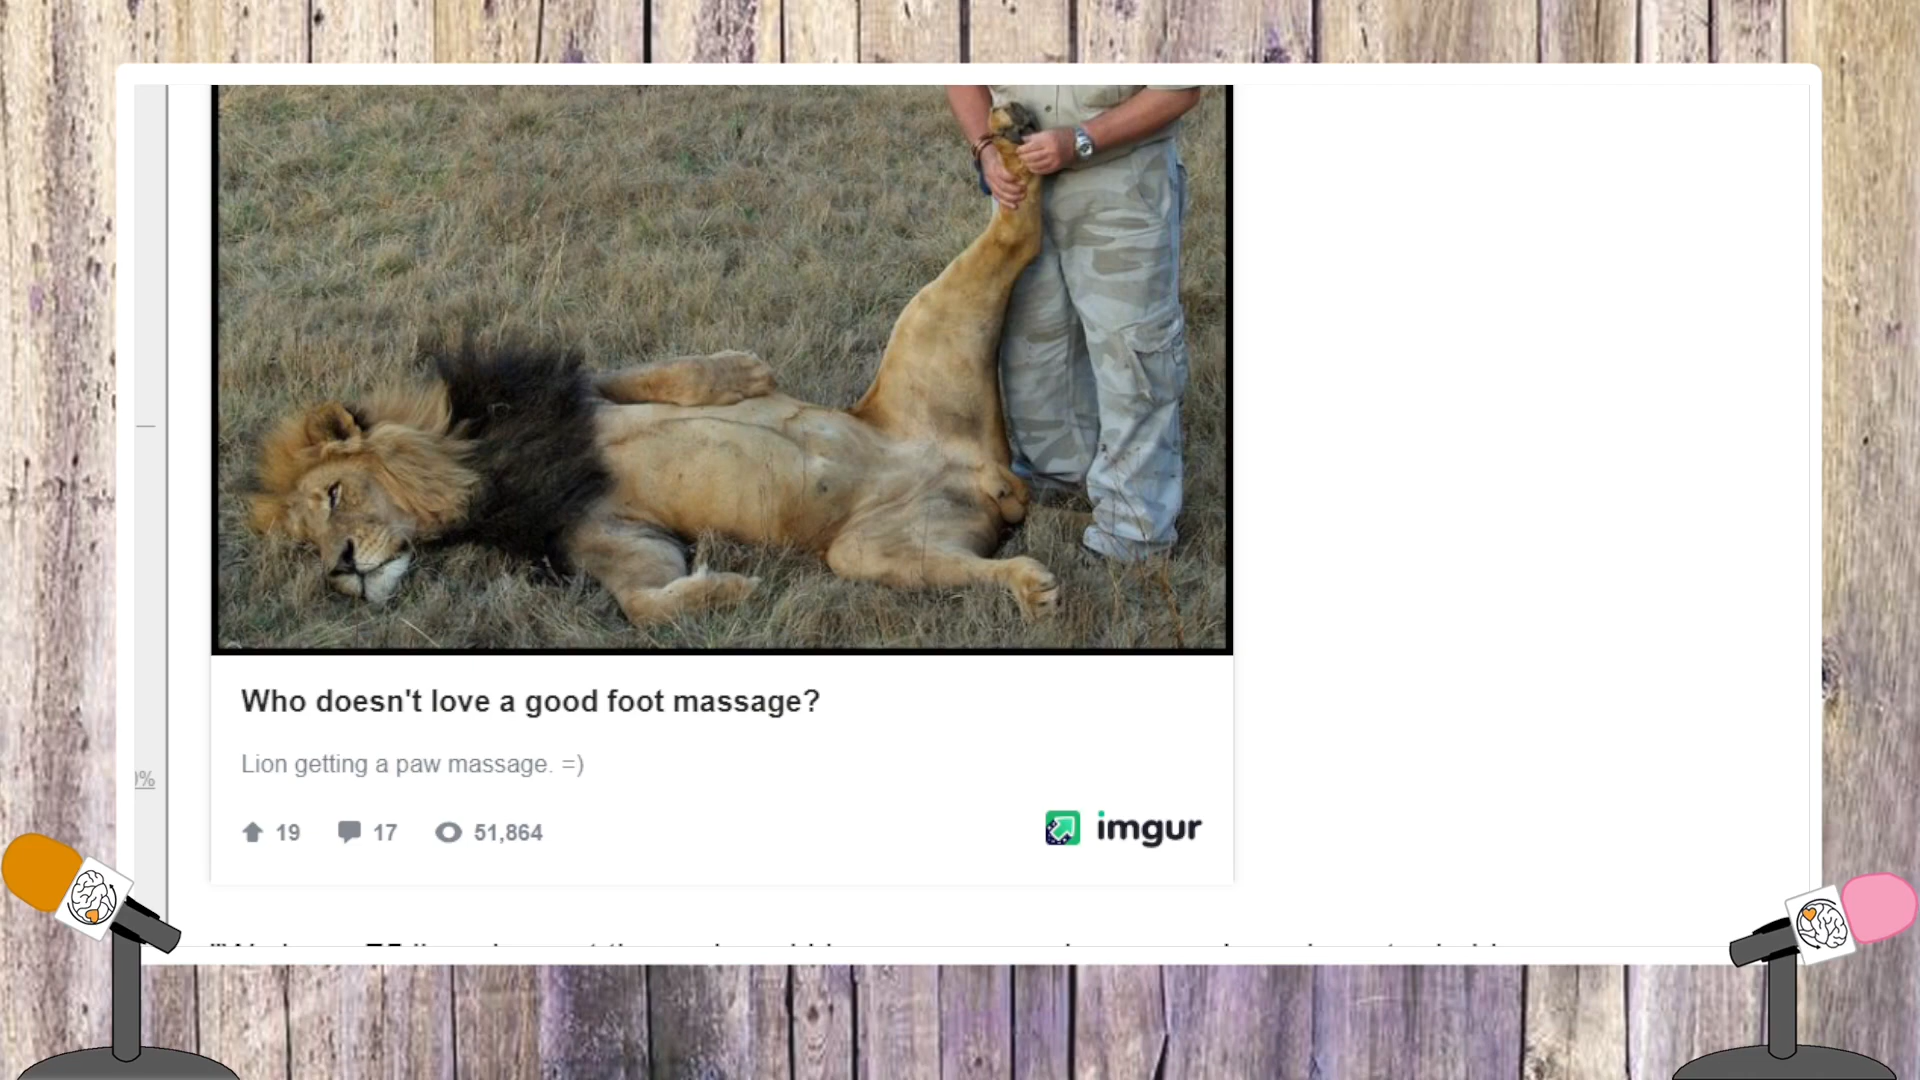 Who doesn't love a good foot massage?
Lion getting a paw massage. =)
19 17 51,864
imgur